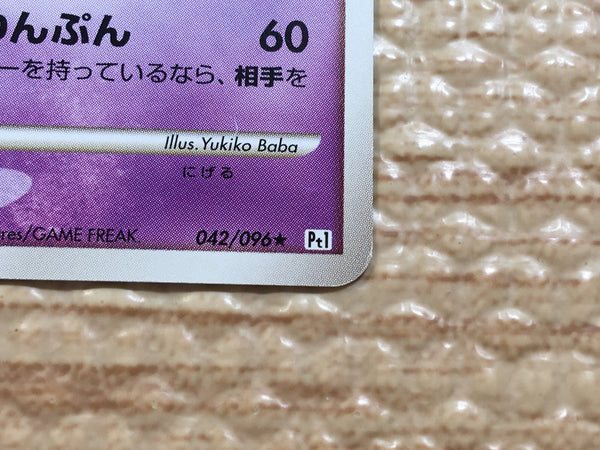 んぷん 60
ーを持っているなら、相手を
Illus. Yukiko Baba
にげる
res/GAME FREAK. 042/096★ Pt1